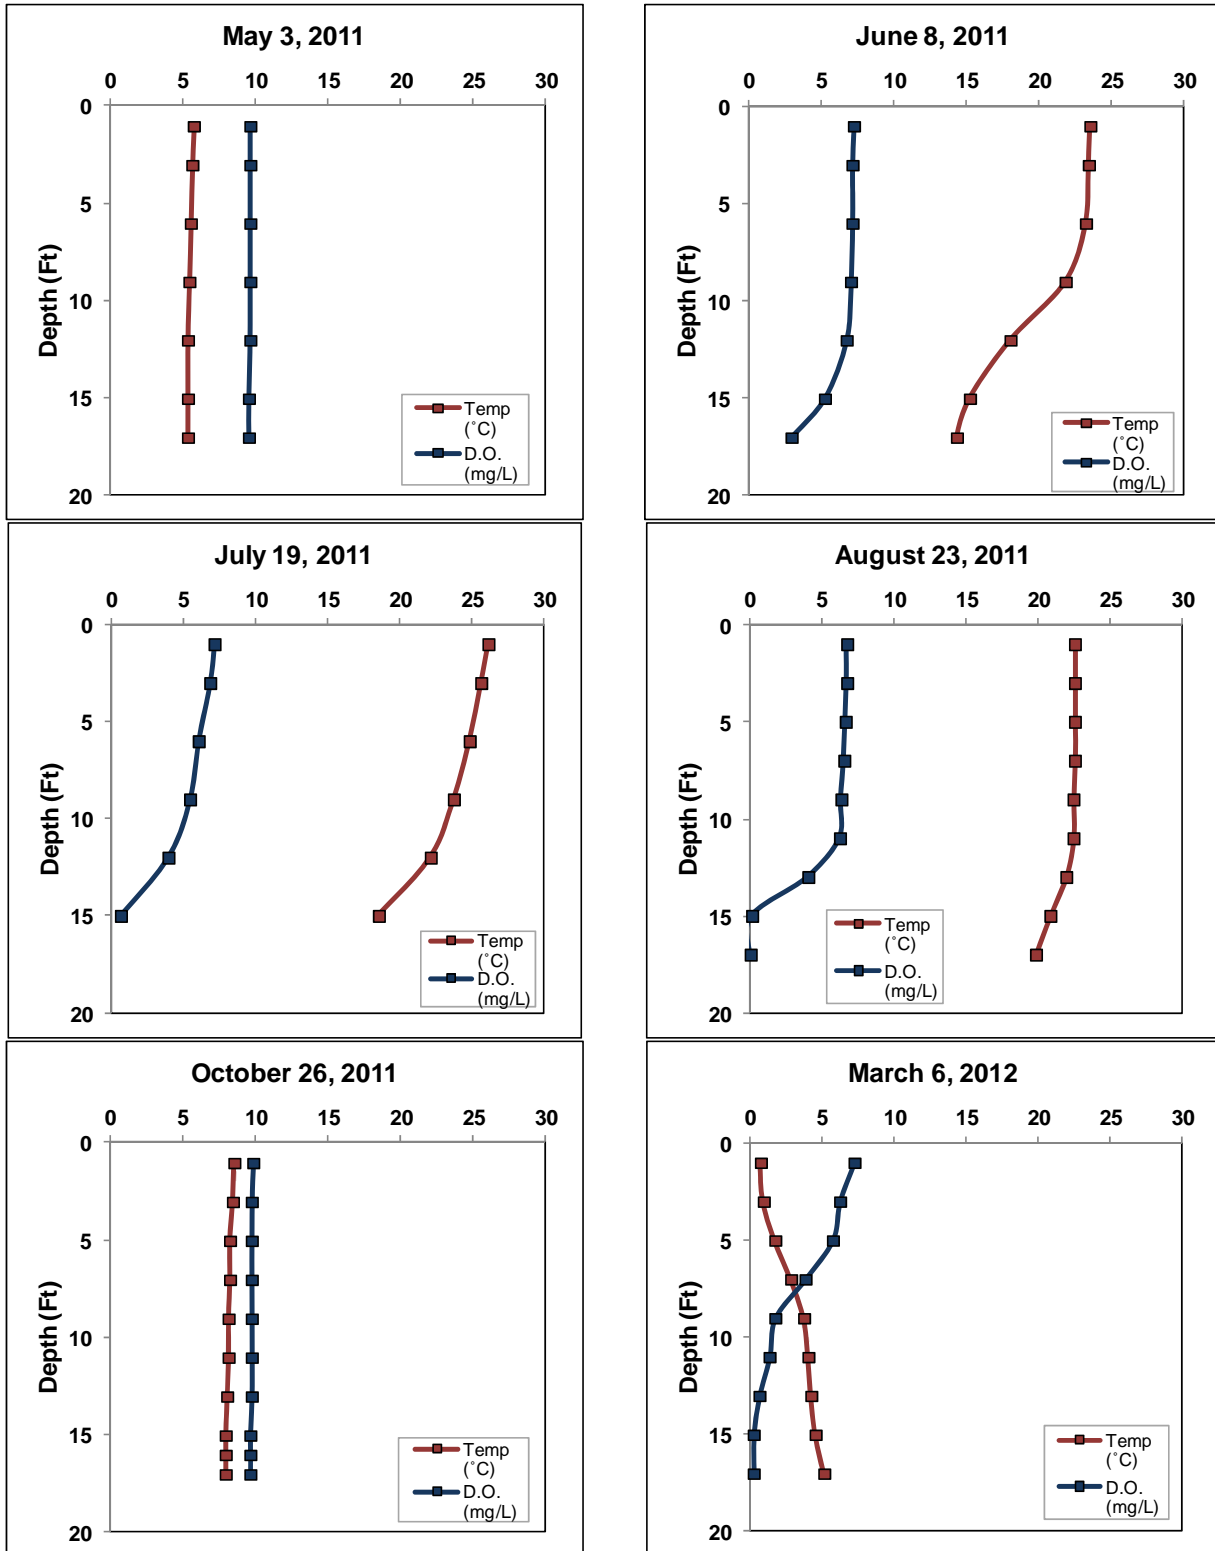 May 3, 2011
0 5 10 15 20 25 30
0
5
10
15
20
Depth (Ft)
Temp
(˚C)
D.O.
(mg/L)
June 8, 2011
0 5 10 15 20 25 30
0
5
10
15
20
Depth (Ft)
Temp
(˚C)
D.O.
(mg/L)
July 19, 2011
0 5 10 15 20 25 30
0
5
10
15
20
Depth (Ft)
Temp
(˚C)
D.O.
(mg/L)
August 23, 2011
0 5 10 15 20 25 30
0
5
10
15
20
Depth (Ft)
Temp
(˚C)
D.O.
(mg/L)
October 26, 2011
0 5 10 15 20 25 30
0
5
10
15
20
Depth (Ft)
Temp
(˚C)
D.O.
(mg/L)
March 6, 2012
0 5 10 15 20 25 30
0
5
10
15
20
Depth (Ft)
Temp
(˚C)
D.O.
(mg/L)